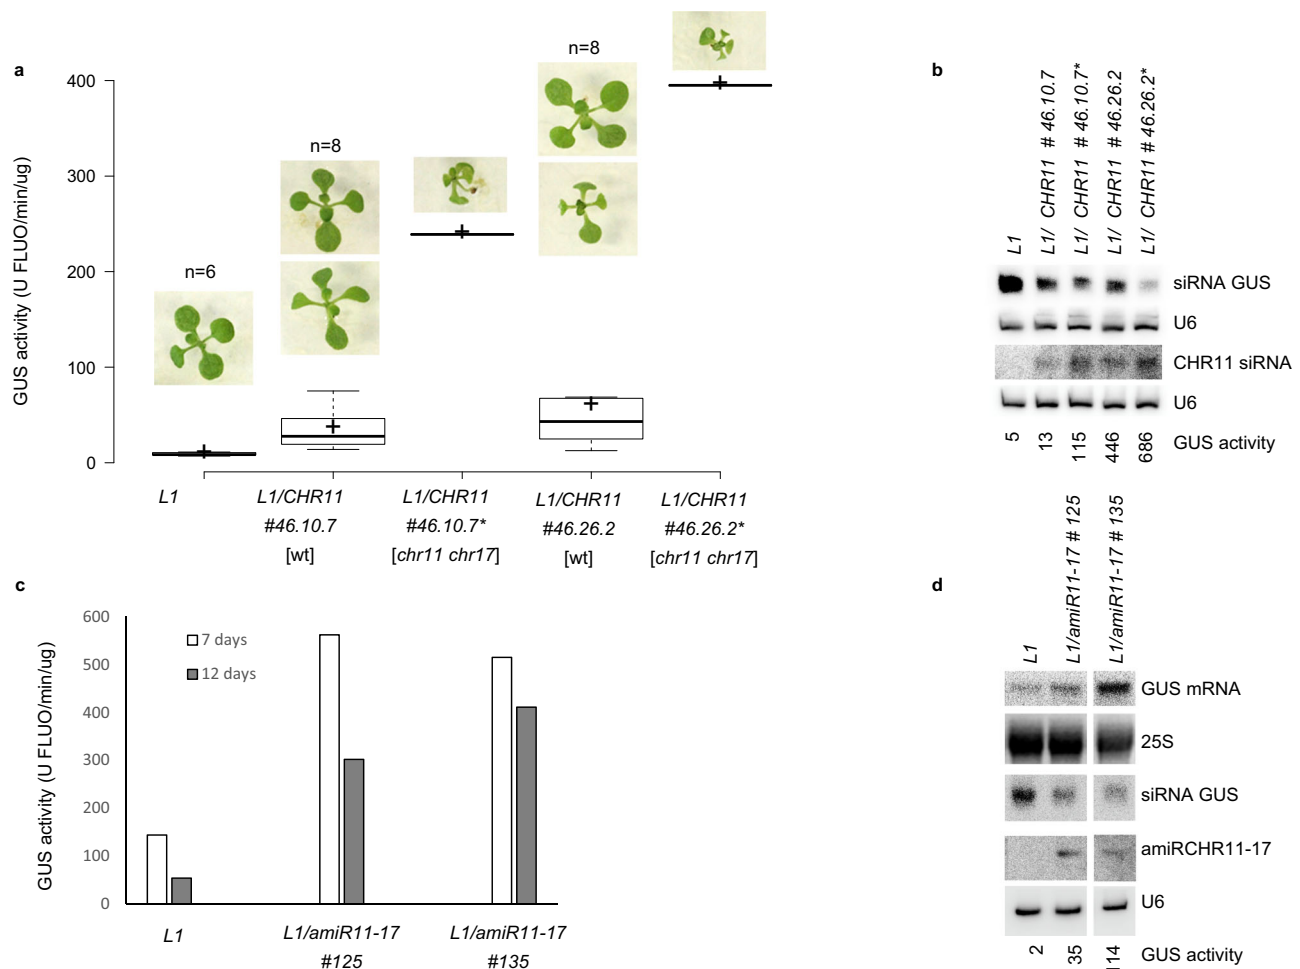 a
GUS activity (U FLUO/min/ug)
400
300
200
100
0
n=6
n=8
n=8
L1
L1/CHR11
#46.10.7
[wt]
L1/CHR11
#46.10.7*
[chr11 chr17]
L1/CHR11
#46.26.2
[wt]
L1/CHR11
#46.26.2*
[chr11 chr17]
b
L1
L1/ CHR11 # 46.10.7
L1/ CHR11 # 46.10.7*
L1/ CHR11 # 46.26.2
L1/ CHR11 # 46.26.2*
siRNA GUS
U6
CHR11 siRNA
U6
5 13 115 446 686 GUS activity
c
GUS activity (U FLUO/min/ug)
600
500
400
300
200
100
0
7 days
12 days
L1
L1/amiR11-17
#125
L1/amiR11-17
#135
d
L1
L1/amiR11-17 # 125
L1/amiR11-17 # 135
GUS mRNA
25S
siRNA GUS
amiRCHR11-17
U6
2 35 114 GUS activity